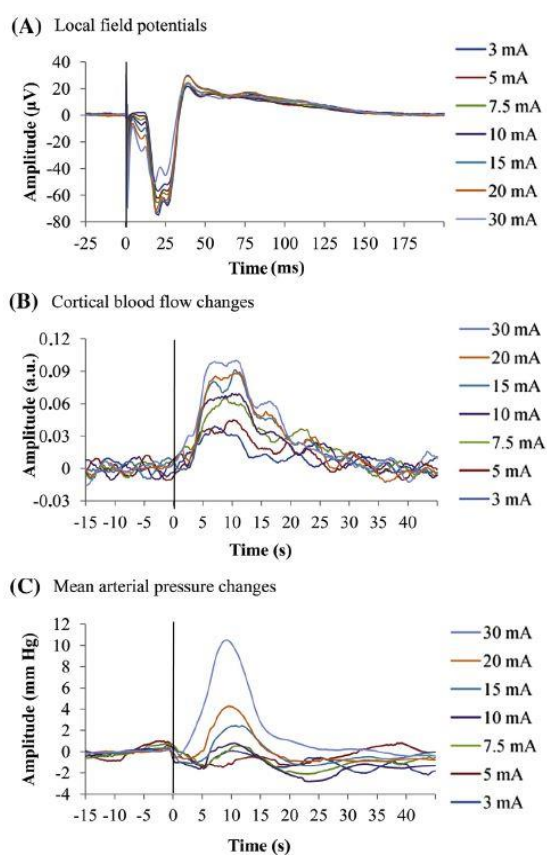 (A) Local field potentials
40
20
0
-20
-40
-60
-80
Amplitude (µV)
-25 0 25 50 75 100 125 150 175
Time (ms)
3 mA
5 mA
7.5 mA
10 mA
15 mA
20 mA
30 mA
(B) Cortical blood flow changes
0.12
0.09
0.06
0.03
0
-0.03
Amplitude (a.u.)
-15 -10 -5 0 5 10 15 20 25 30 35 40
Time (s)
30 mA
20 mA
15 mA
10 mA
7.5 mA
5 mA
3 mA
(C) Mean arterial pressure changes
12
10
8
6
4
2
0
-2
-4
Amplitude (mm Hg)
-15 -10 -5 0 5 10 15 20 25 30 35 40
Time (s)
30 mA
20 mA
15 mA
10 mA
7.5 mA
5 mA
3 mA